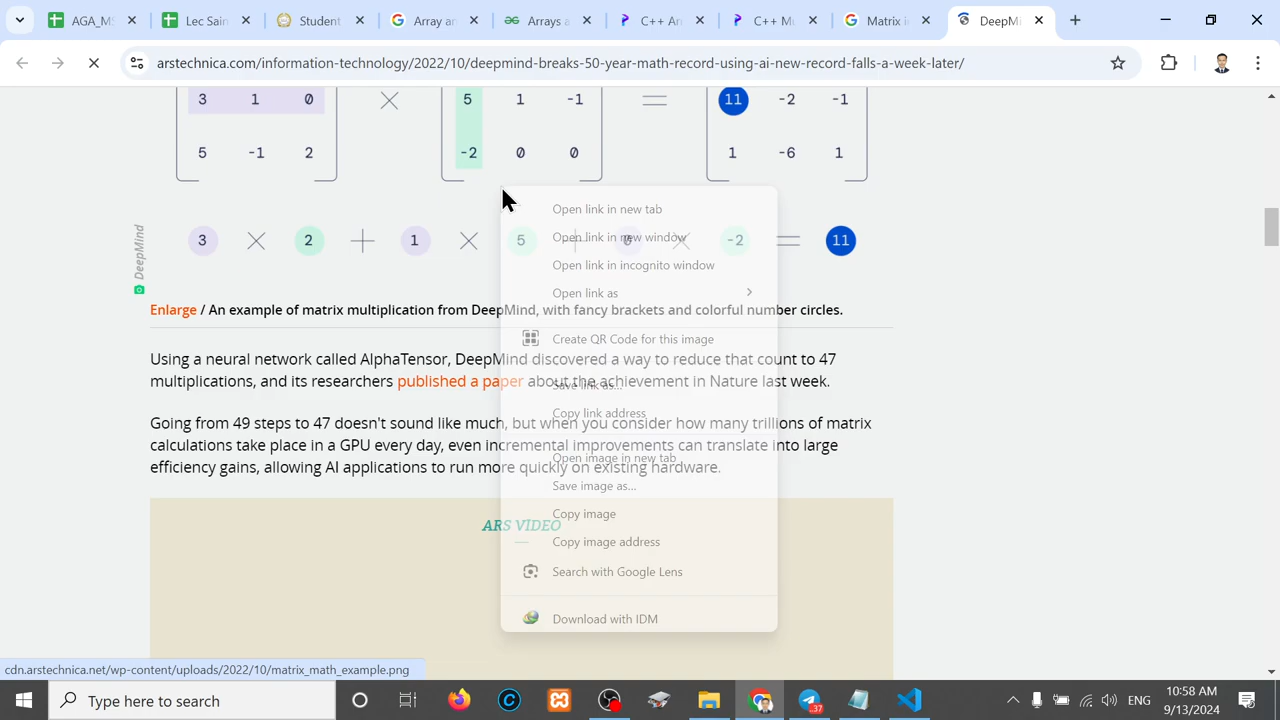 AGA_MS
Lec Sain
Student
Array an
Arrays a
C++ Ar
C++ Mu
Matrix i
DeepMi
arstechnica.com/information-technology/2022/10/deepmind-breaks-50-year-math-record-using-ai-new-record-falls-a-week-later/
3 1 0 × 5 1 -1 = 11 -2 -1
5 -1 2 -2 0 0 1 -6 1
3 × 2 + 1 × 5 + 0 × -2 = 11
DeepMind
Enlarge / An example of matrix multiplication from DeepMind, with fancy brackets and colorful number circles.
Using a neural network called AlphaTensor, DeepMind discovered a way to reduce that count to 47
multiplications, and its researchers published a paper about the achievement in Nature last week.
Going from 49 steps to 47 doesn't sound like much, but when you consider how many trillions of matrix
calculations take place in a GPU every day, even incremental improvements can translate into large
efficiency gains, allowing AI applications to run more quickly on existing hardware.
ARS VIDEO
Open link in new tab
Open link in new window
Open link in incognito window
Open link as
Create QR Code for this image
Save link as...
Copy link address
Open image in new tab
Save image as...
Copy image
Copy image address
Search with Google Lens
Download with IDM
cdn.arstechnica.net/wp-content/uploads/2022/10/matrix_math_example.png
Type here to search
.37
ENG
10:58 AM
9/13/2024